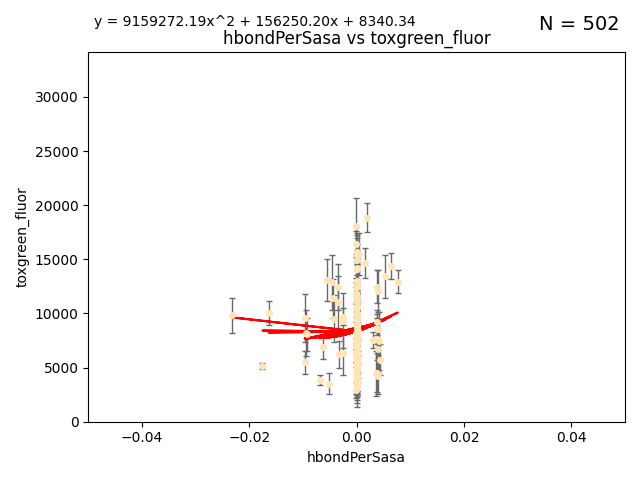 y = 9159272.19x^2 + 156250.20x + 8340.34
N = 502
hbondPerSasa vs toxgreen_fluor
30000
25000
20000
15000
10000
5000
0
toxgreen_fluor
−0.04 −0.02 0.00 0.02 0.04
hbondPerSasa